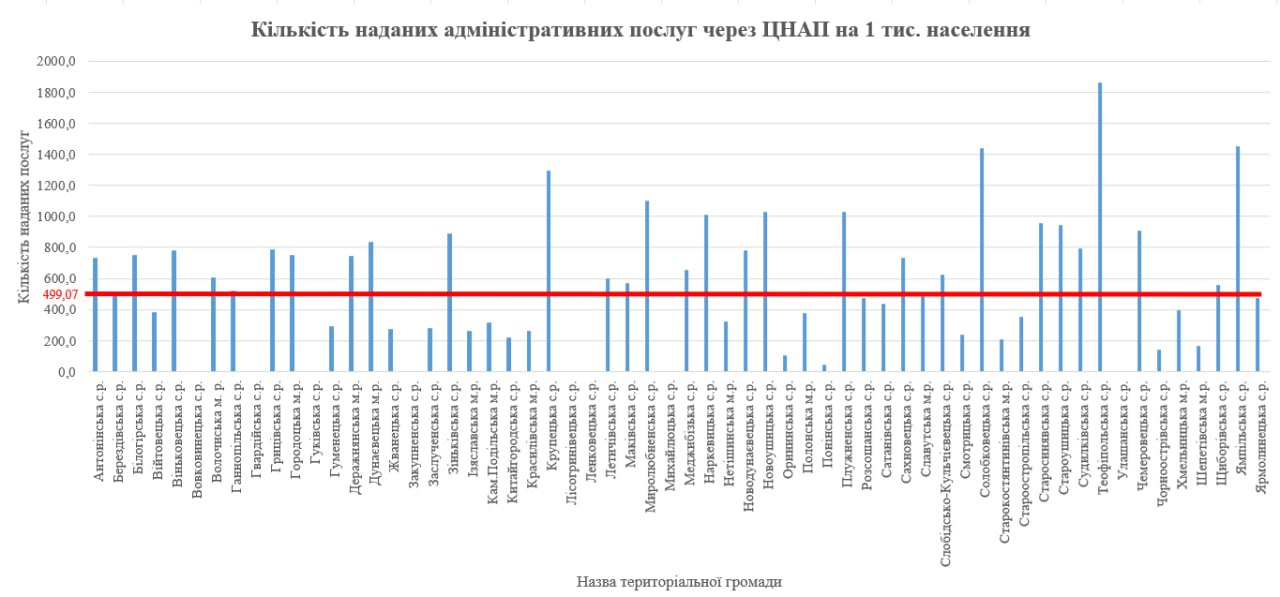 Кількість наданих адміністративних послуг через ЦНАП на 1 тис. населення
Кількість наданих послуг
2000,0
1800,0
1600,0
1400,0
1200,0
1000,0
800,0
600,0
499,07
400,0
200,0
0,0
Антонінська с.р.
Берездівська с.р.
Білогірська с.р.
Війтовецька с.р.
Віньковецька с.р.
Вовковинецька с.р.
Волочиська м. р
Ганнопільська с.р.
Гвардійська с.р.
Грицівська с.р.
Городоцька м.р.
Гуківська с.р.
Гуменецька с.р.
Деражнянська м.р.
Дунаєвецька м.р.
Жванецька с.р.
Закупненська с.р.
Заслученська с.р.
Зіньківська с.р.
Ізяславська м.р.
Кам.Подільська м.р.
Китайгородська с.р.
Красилівська м.р.
Крупецька с.р.
Лісогринівецька с.р.
Ленковецька с.р.
Летичівська с.р.
Маківська с.р.
Миролюбненська с.р.
Михайлюцька с.р.
Меджибізька с.р.
Наркевицька с.р.
Нетішинська м.р.
Новодунаєвецька с.р.
Новоушицька с.р.
Орининська с.р.
Полонська м.р.
Понінська с.р.
Плужненська с.р.
Розсошанська с.р.
Сатанівська с.р.
Сахновецька с.р.
Славутська м.р.
Слобідсько-Кульчієвецька с.р.
Смотрицька с.р.
Солобковецька с.р.
Старокостянтинівська м.р.
Староостропільська с.р.
Старосинявська с.р.
Староушицька с.р.
Судилківська с.р.
Теофіпольська с.р.
Улашанівська с.р.
Чемеровецька с.р.
Чорноострівська с.р.
Хмельницька м.р.
Шепетівська м.р.
Щиборівська с.р.
Ямпільська с.р.
Ярмолинецька с.р.
Назва територіальної громади